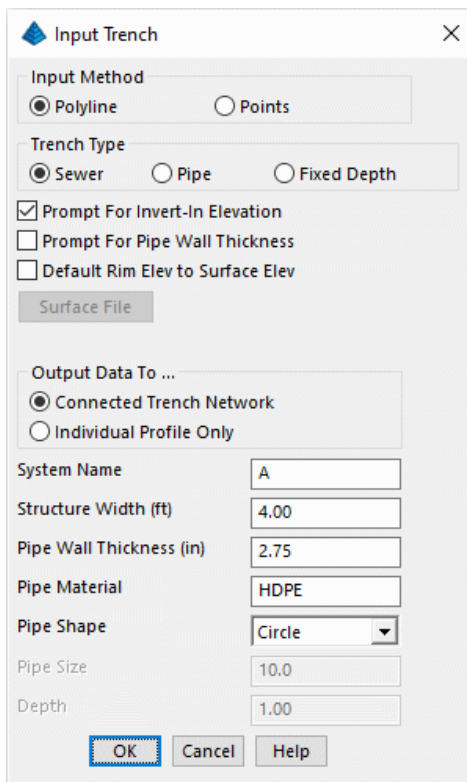 Input Trench
Input Method
Polyline Points
Trench Type
Sewer Pipe Fixed Depth
Prompt For Invert-In Elevation
Prompt For Pipe Wall Thickness
Default Rim Elev to Surface Elev
Surface File
Output Data To ...
Connected Trench Network
Individual Profile Only
System Name A
Structure Width (ft) 4.00
Pipe Wall Thickness (in) 2.75
Pipe Material HDPE
Pipe Shape Circle
Pipe Size 10.0
Depth 1.00
OK Cancel Help